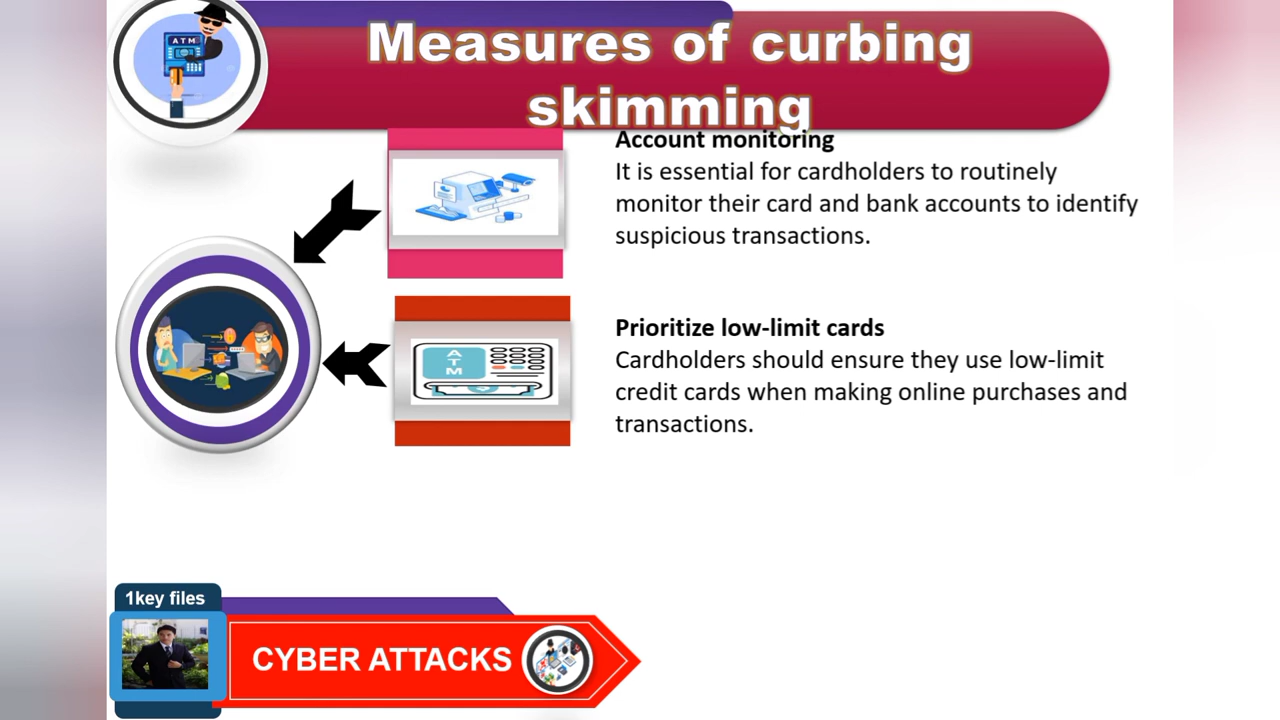 Measures of curbing
skimming
ATM
Account monitoring
It is essential for cardholders to routinely
monitor their card and bank accounts to identify
suspicious transactions.
ATM
Prioritize low-limit cards
Cardholders should ensure they use low-limit
credit cards when making online purchases and
transactions.
1key files
CYBER ATTACKS